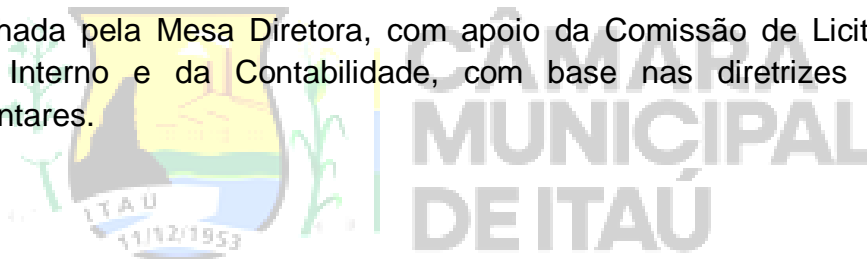 nada pela Mesa Diretora, com apoio da Comissão de Licit
Interno e da Contabilidade, com base nas diretrizes
ntares.
CÂMARA
MUNICIPAL
DE ITAÚ
ITAÚ
11/12/1953